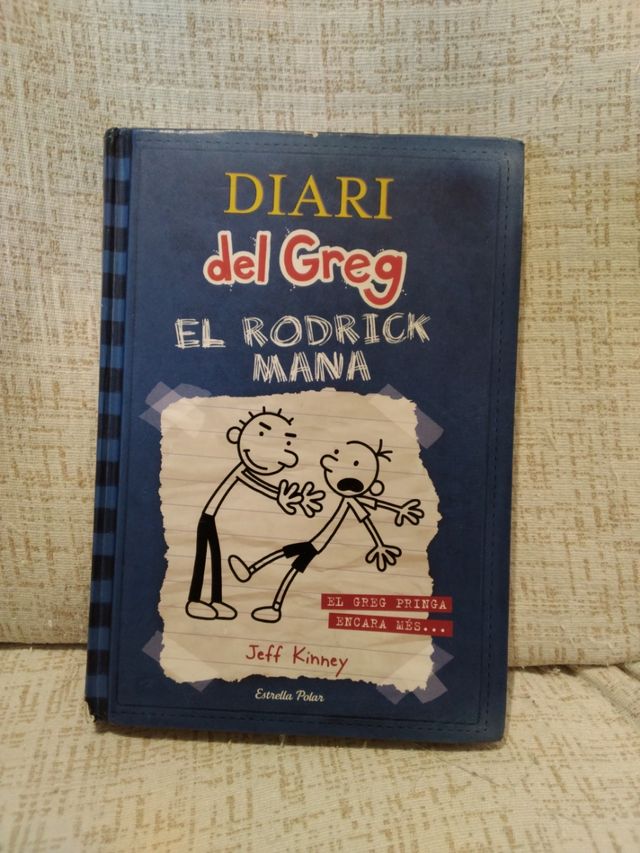 DIARI
del Greg
EL RODRICK
MANA
EL GREG PRINGA
ENCARA MÉS...
Jeff Kinney
Estrella Polar